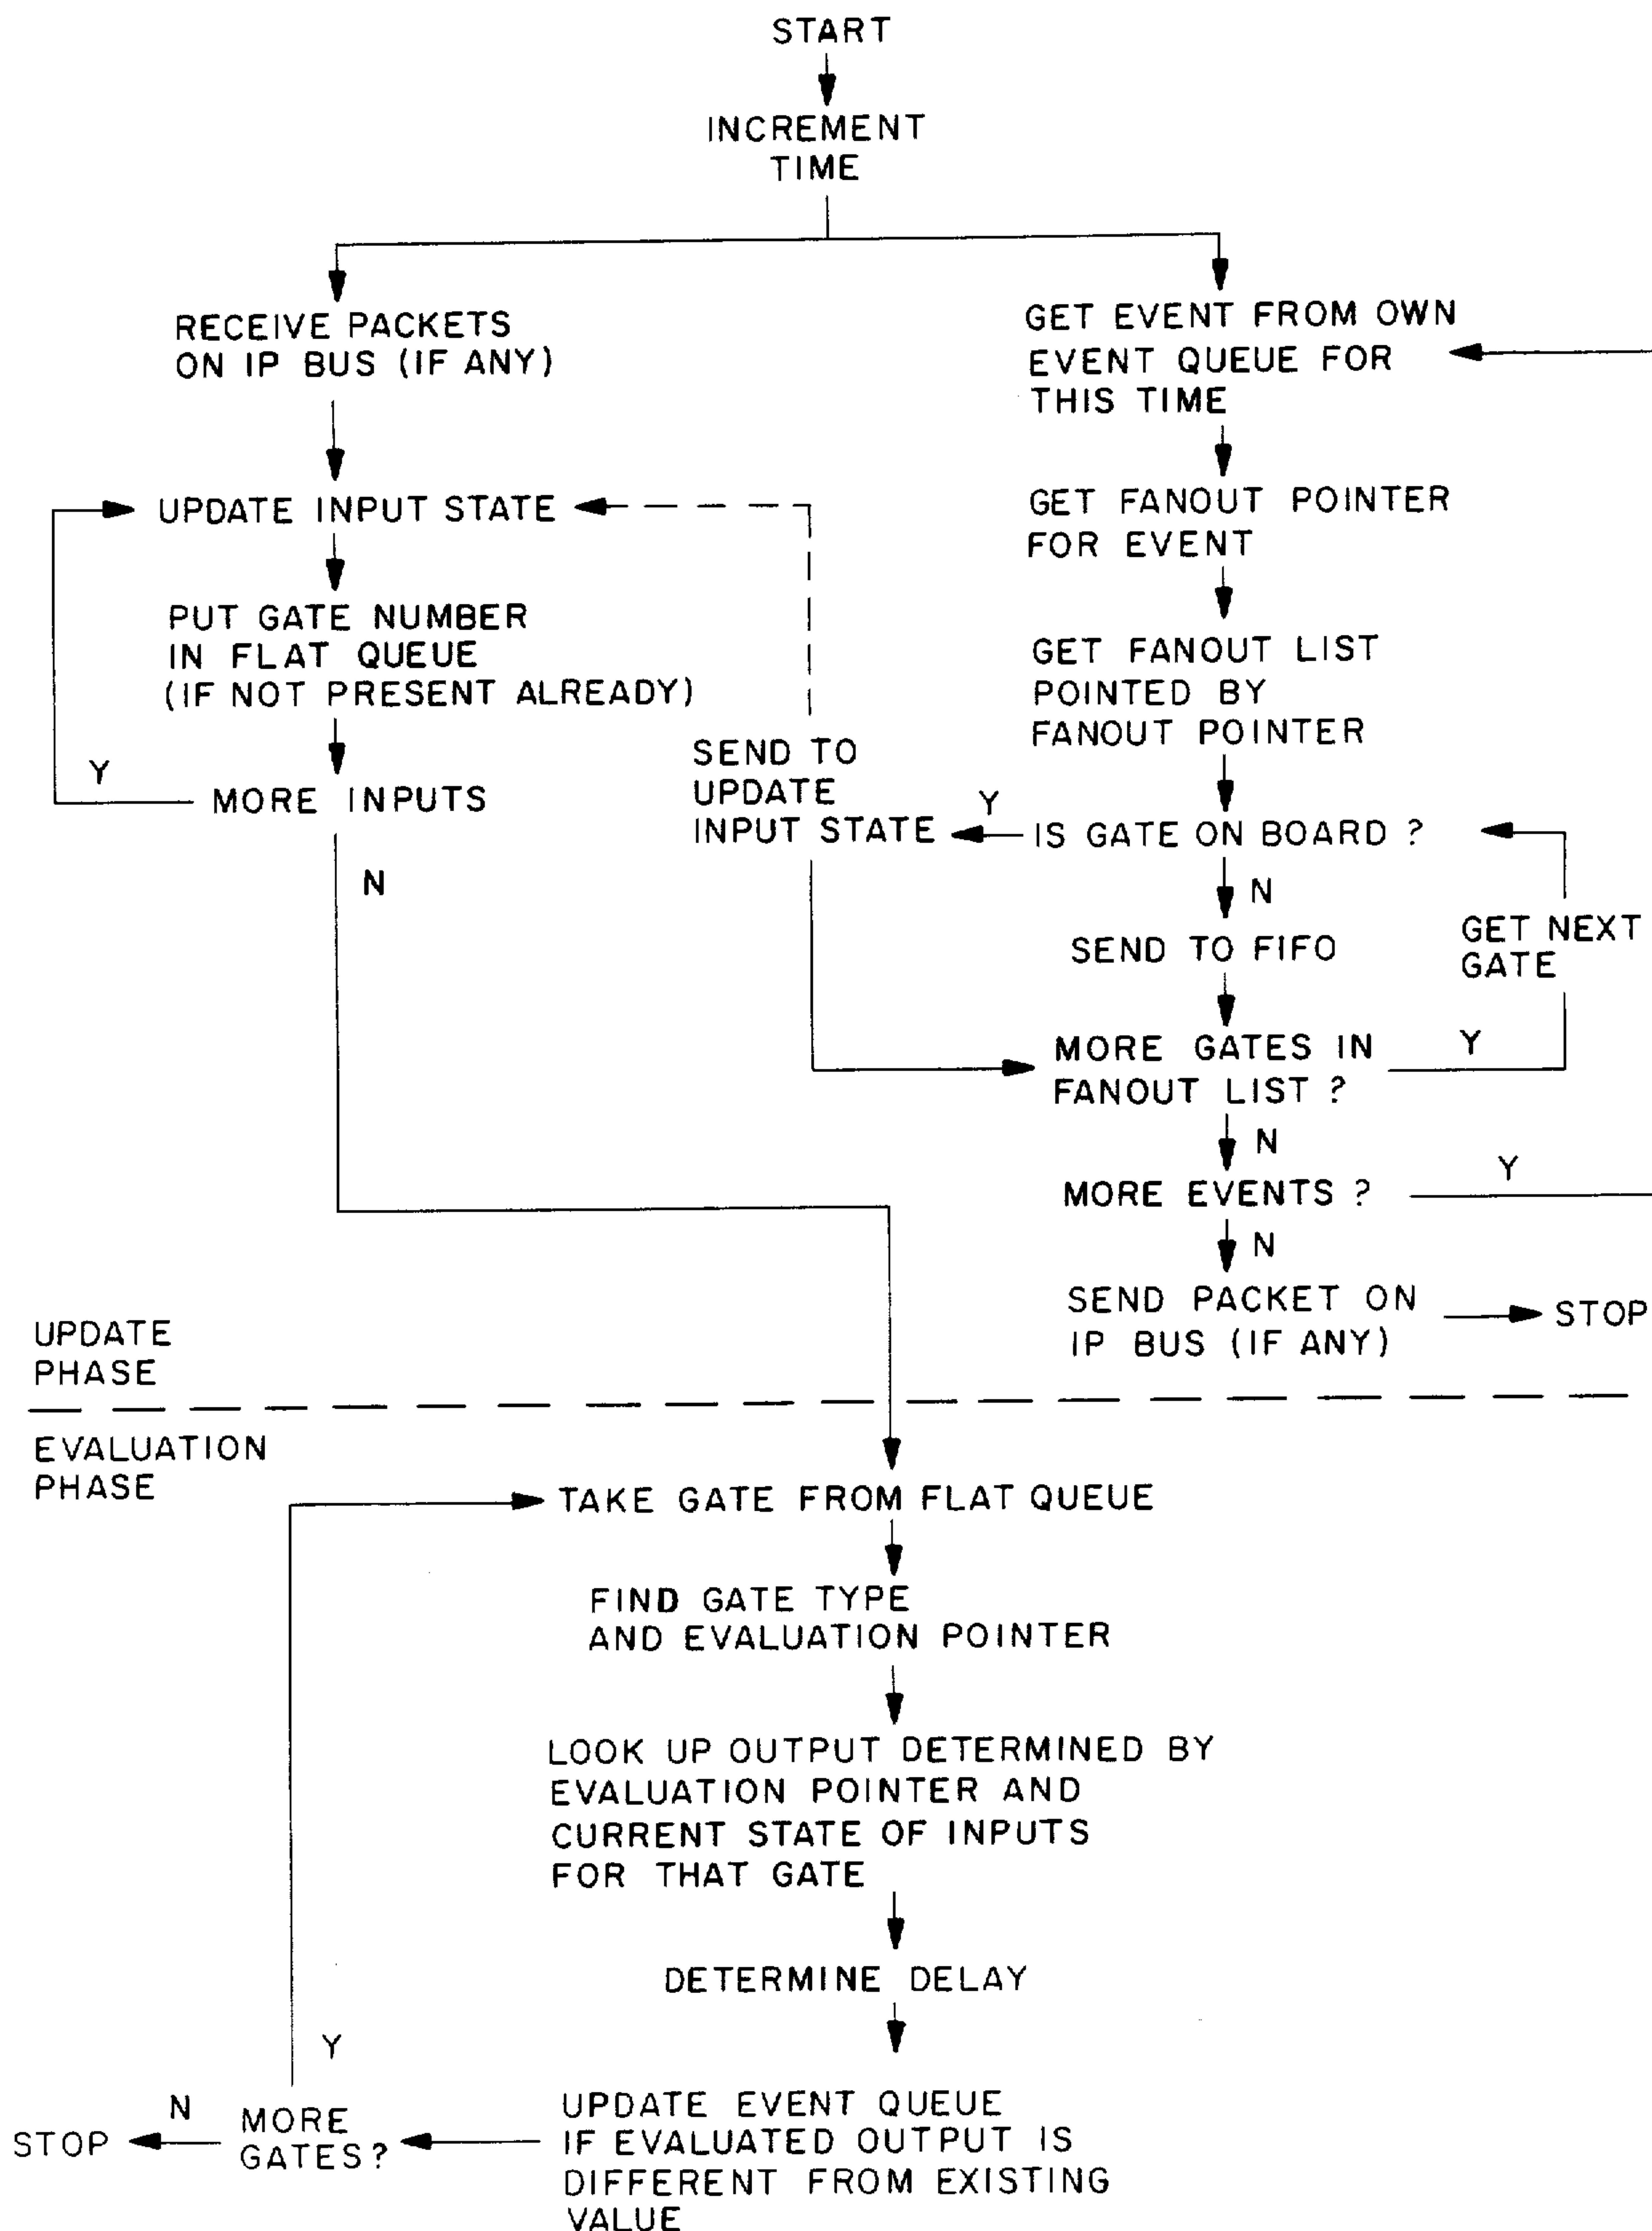 START
INCREMENT
TIME
RECEIVE PACKETS
ON IP BUS (IF ANY)
GET EVENT FROM OWN
EVENT QUEUE FOR
THIS TIME
UPDATE INPUT STATE
GET FANOUT POINTER
FOR EVENT
PUT GATE NUMBER
IN FLAT QUEUE
(IF NOT PRESENT ALREADY)
GET FANOUT LIST
POINTED BY
FANOUT POINTER
Y
MORE INPUTS
N
SEND TO
UPDATE
INPUT STATE
Y
IS GATE ON BOARD ?
N
SEND TO FIFO
GET NEXT
GATE
MORE GATES IN
FANOUT LIST ?
Y
N
MORE EVENTS ?
Y
N
SEND PACKET ON
IP BUS (IF ANY)
STOP
UPDATE
PHASE
EVALUATION
PHASE
TAKE GATE FROM FLAT QUEUE
FIND GATE TYPE
AND EVALUATION POINTER
LOOK UP OUTPUT DETERMINED BY
EVALUATION POINTER AND
CURRENT STATE OF INPUTS
FOR THAT GATE
DETERMINE DELAY
UPDATE EVENT QUEUE
IF EVALUATED OUTPUT IS
DIFFERENT FROM EXISTING
VALUE
Y
MORE
GATES?
N
STOP